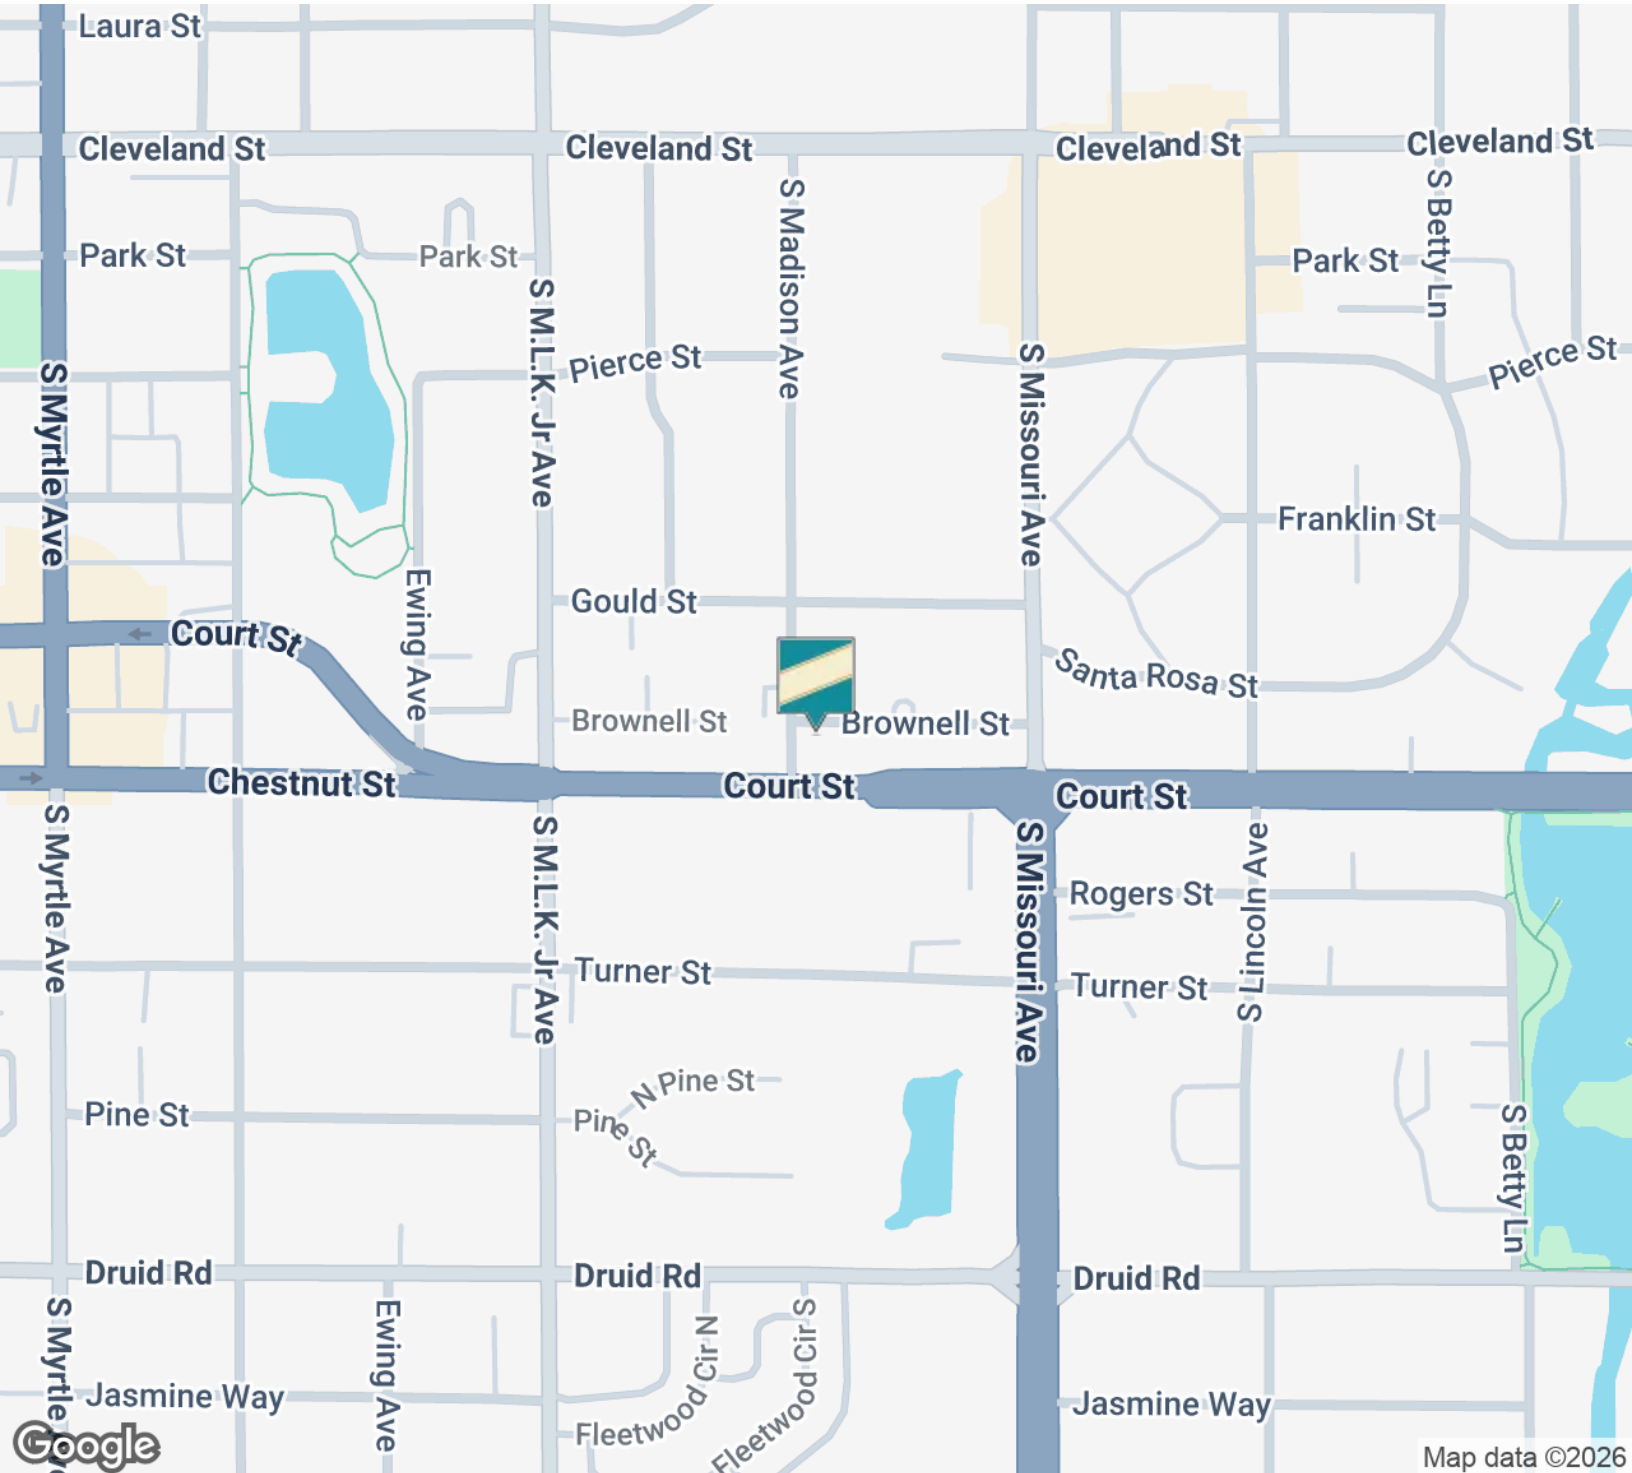 Laura St
Cleveland St
Cleveland St
Cleveland St
Cleveland St
Park St
Park St
Park St
S Madison Ave
S Betty Ln
S M.L.K. Jr Ave
Pierce St
Pierce St
S Missouri Ave
S Myrtle Ave
Franklin St
Ewing Ave
Gould St
Court St
Santa Rosa St
Brownell St
Brownell St
Chestnut St
Court St
Court St
S Myrtle Ave
S M.L.K. Jr Ave
S Missouri Ave
S Lincoln Ave
Rogers St
Turner St
Turner St
N Pine St
Pine St
Pine St
S Betty Ln
Druid Rd
Druid Rd
Druid Rd
S Myrtle Ave
Ewing Ave
Fleetwood Cir N
Fleetwood Cir S
Jasmine Way
Jasmine Way
Google
Map data ©2026